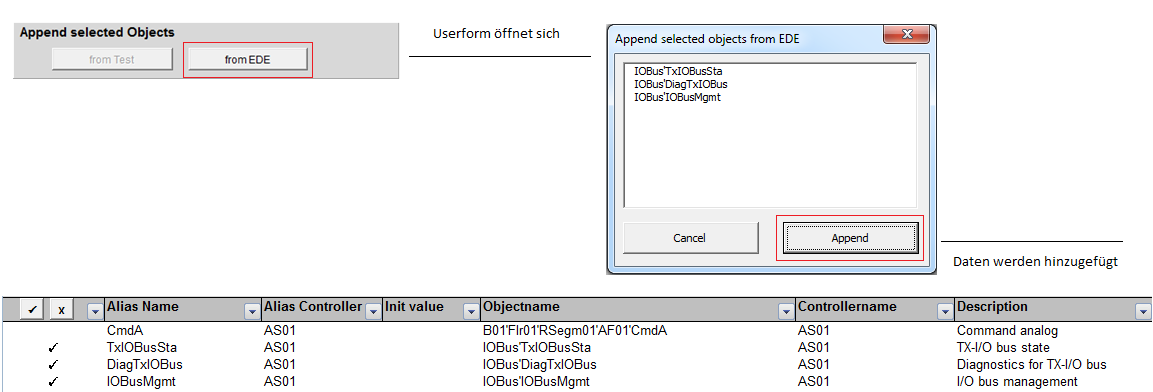 Append selected Objects
from Test from EDE
Userform öffnet sich
Append selected objects from EDE
IOBus'TxIOBusSta
IOBus'DiagTxIOBus
IOBus'IOBusMgmt
Cancel Append
Daten werden hinzugefügt
✓ x Alias Name Alias Controller Init value Objectname Controllername Description
CmdA AS01 B01'Flr01'RSegm01'AF01'CmdA AS01 Command analog
✓ TxIOBusSta AS01 IOBus'TxIOBusSta AS01 TX-I/O bus state
✓ DiagTxIOBus AS01 IOBus'DiagTxIOBus AS01 Diagnostics for TX-I/O bus
✓ IOBusMgmt AS01 IOBus'IOBusMgmt AS01 I/O bus management